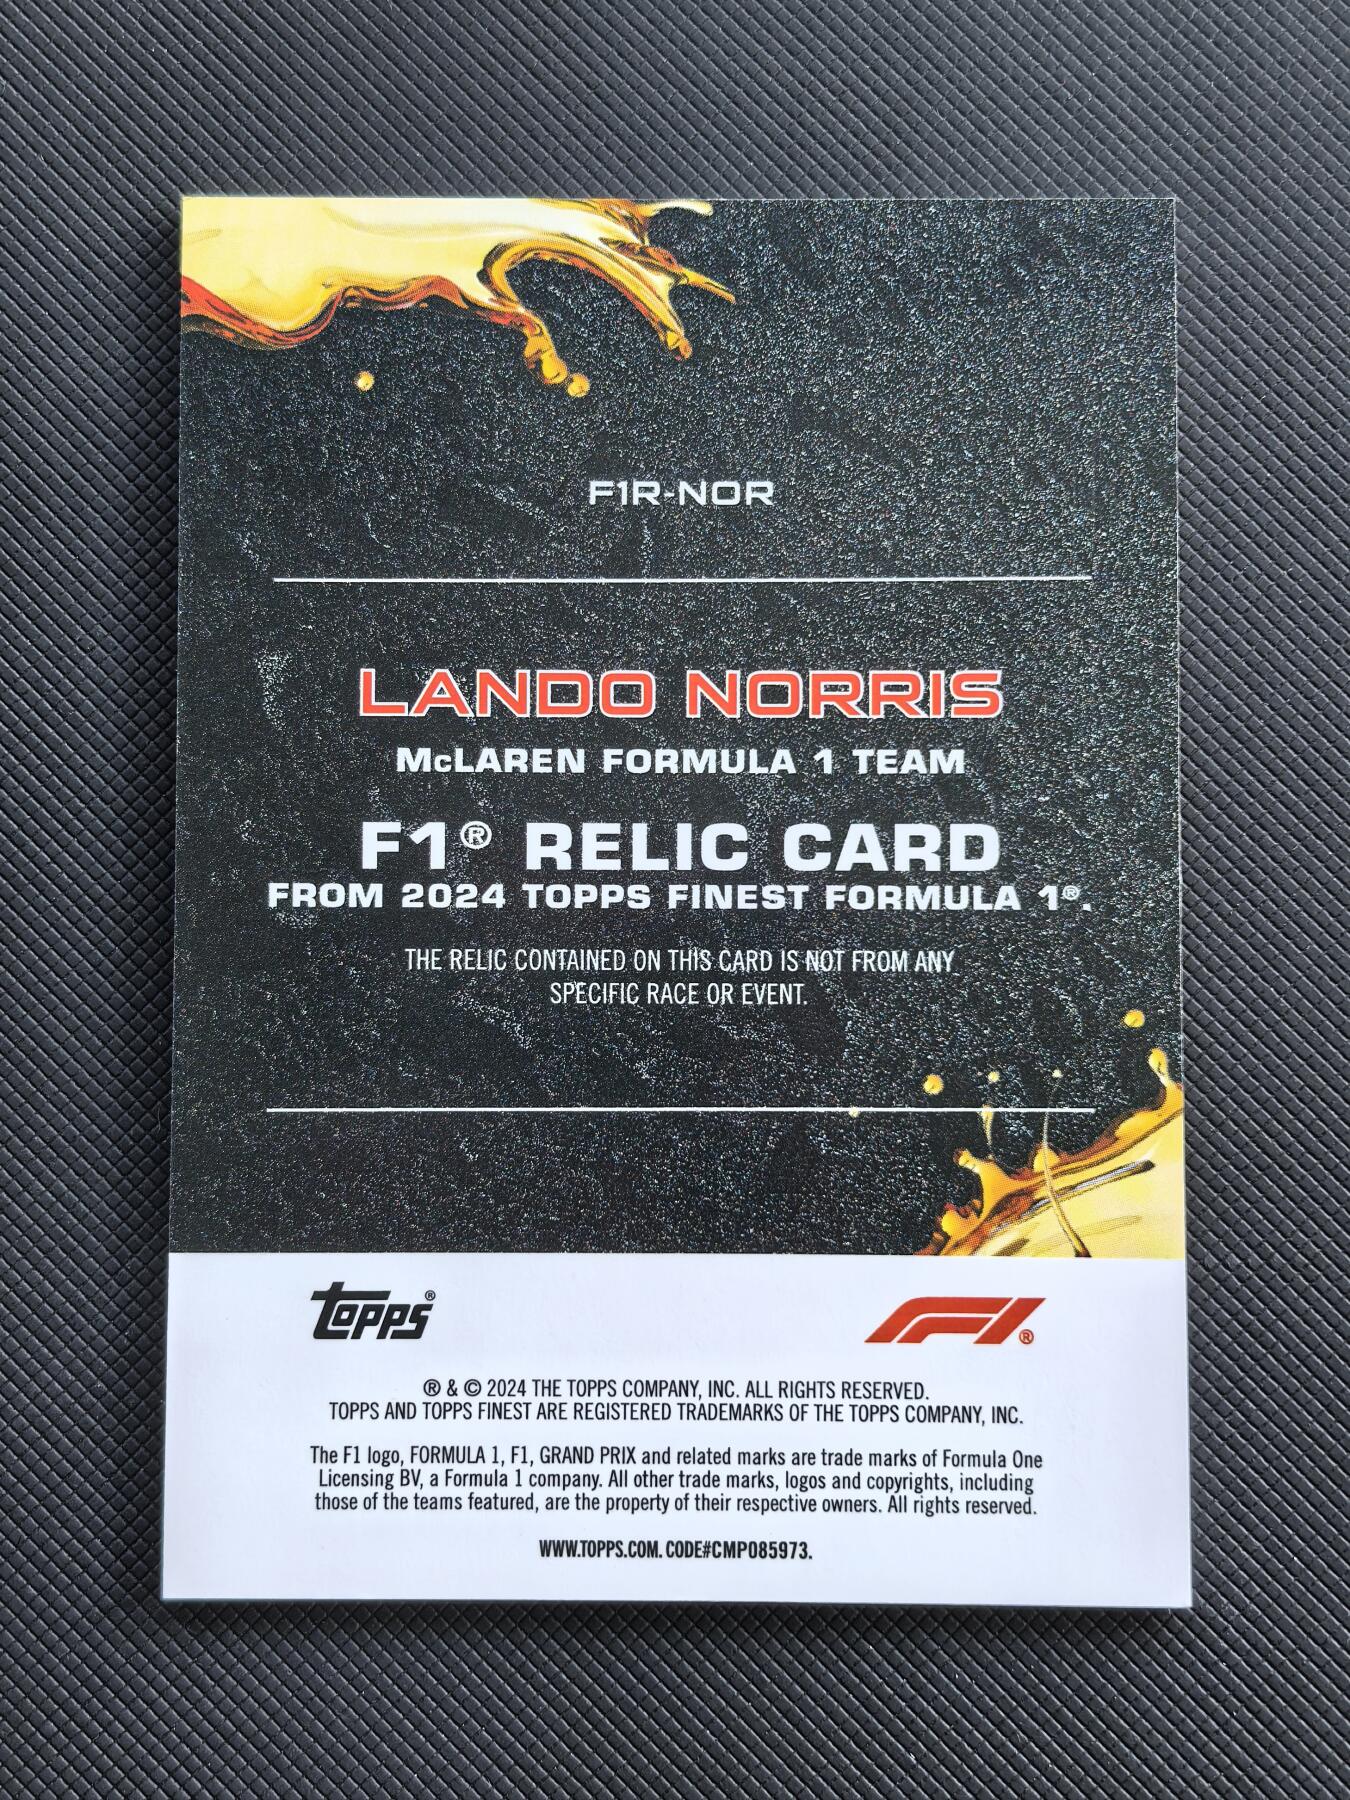 F1R-NOR
LANDO NORRIS
McLAREN FORMULA 1 TEAM
F1® RELIC CARD
FROM 2024 TOPPS FINEST FORMULA 1®.
THE RELIC CONTAINED ON THIS CARD IS NOT FROM ANY
SPECIFIC RACE OR EVENT.
Topps® F1®
® & © 2024 THE TOPPS COMPANY, INC. ALL RIGHTS RESERVED.
TOPPS AND TOPPS FINEST ARE REGISTERED TRADEMARKS OF THE TOPPS COMPANY, INC.
The F1 logo, FORMULA 1, F1, GRAND PRIX and related marks are trade marks of Formula One
Licensing BV, a Formula 1 company. All other trade marks, logos and copyrights, including
those of the teams featured, are the property of their respective owners. All rights reserved.
WWW.TOPPS.COM. CODE#CMP085973.